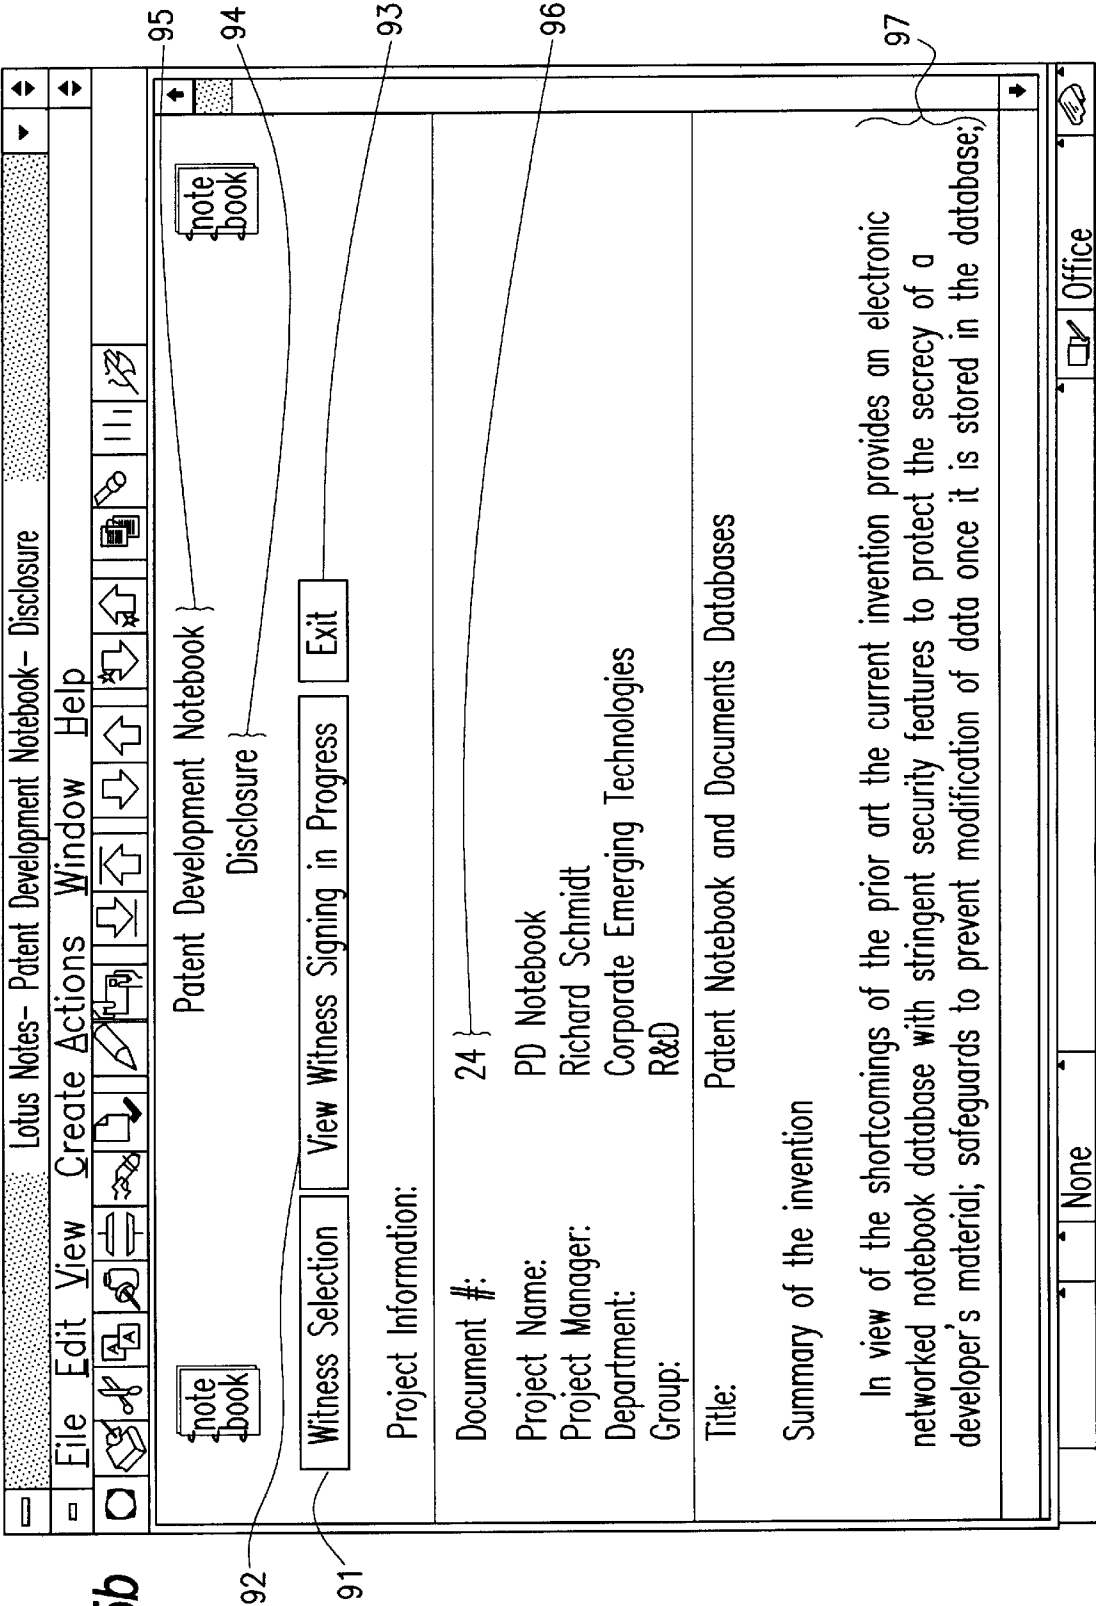 Lotus Notes– Patent Development Notebook– Disclosure
File Edit View Create Actions Window Help
95
note
book
Patent Development Notebook
note
book
94
Disclosure
92
Witness Selection
View Witness Signing in Progress
Exit
93
91
Project Information:
Document #:
24
96
Project Name:
PD Notebook
Project Manager:
Richard Schmidt
Department:
Corporate Emerging Technologies
Group:
R&D
Title:
Patent Notebook and Documents Databases
Summary of the invention
In view of the shortcomings of the prior art the current invention provides an electronic
networked notebook database with stringent security features to protect the secrecy of a
developer's material; safeguards to prevent modification of data once it is stored in the database;
97
None
Office